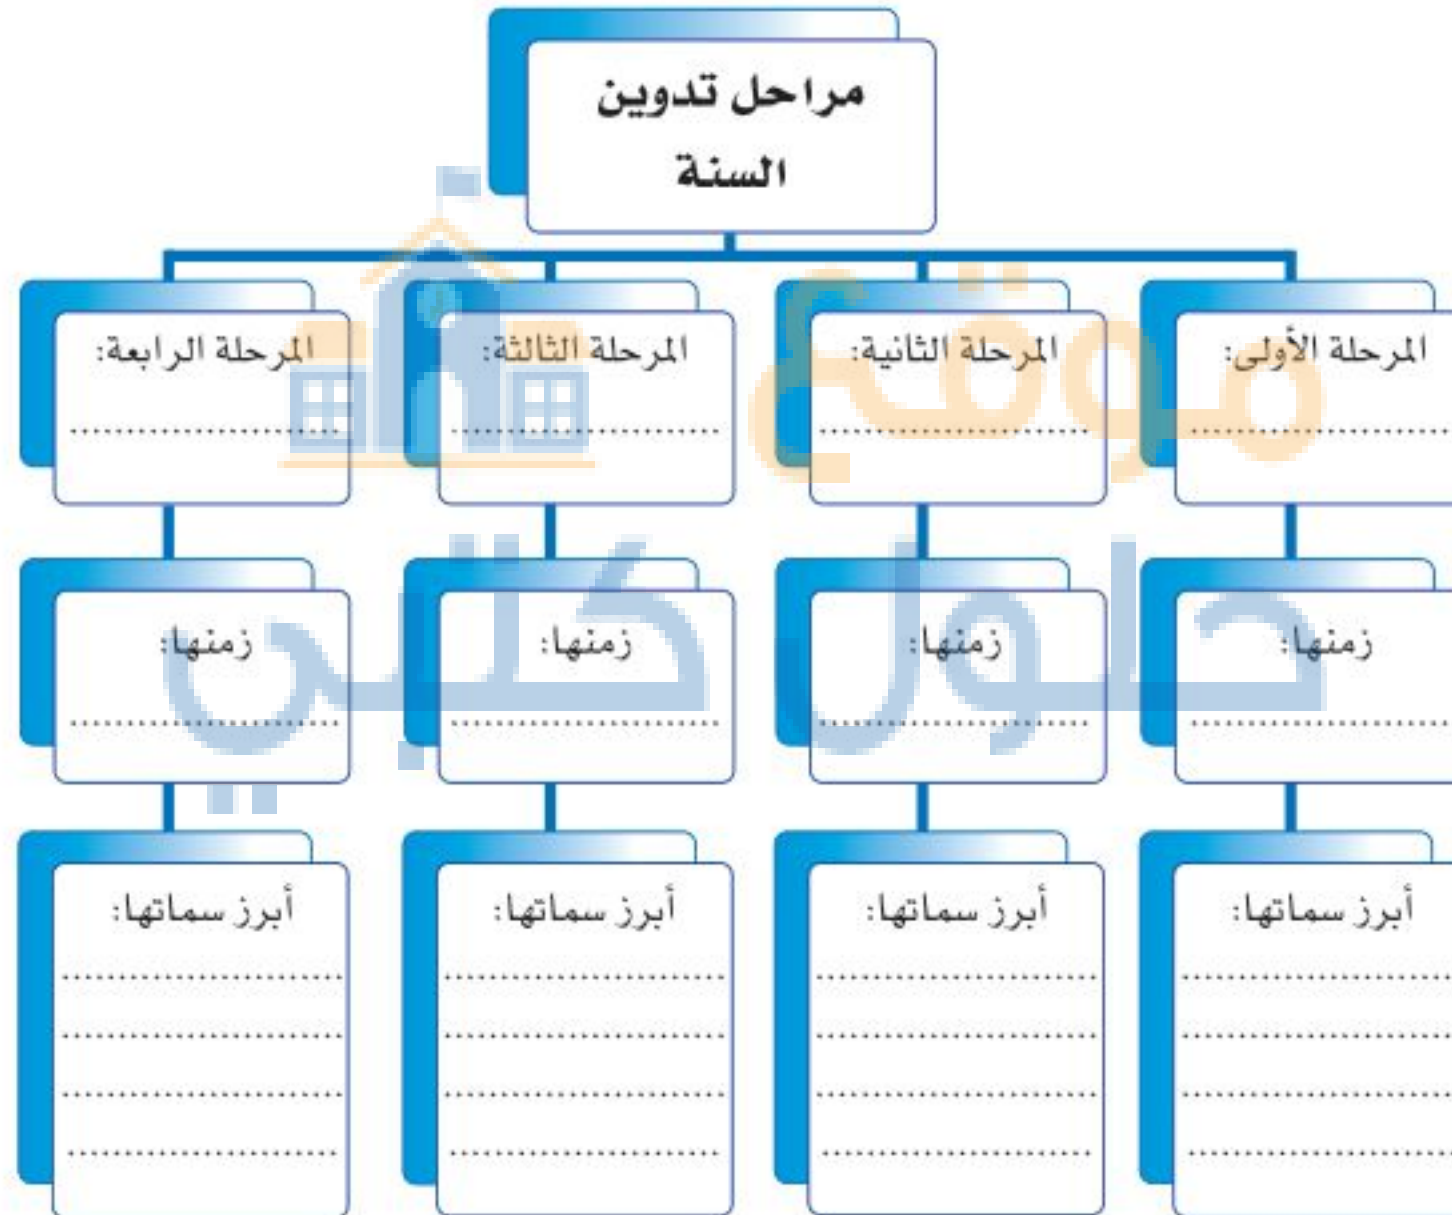 مراحل تدوين
السنة
المرحلة الأولى:
المرحلة الثانية:
المرحلة الثالثة:
المرحلة الرابعة:
زمنها:
زمنها:
زمنها:
زمنها:
أبرز سماتها:
أبرز سماتها:
أبرز سماتها:
أبرز سماتها:
موقع
حلول كتبي